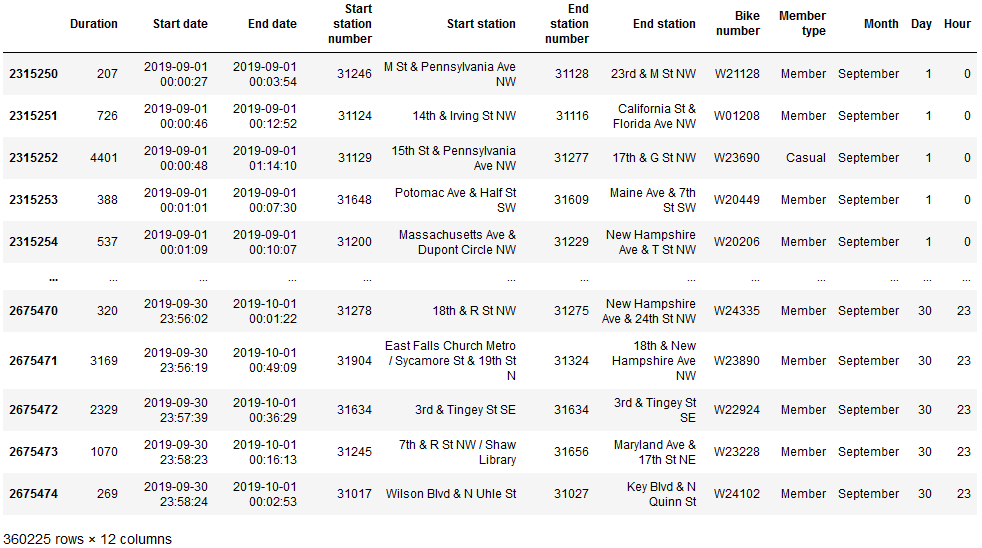 Duration Start date End date Start station number Start station End station number End station Bike number Member type Month Day Hour
2315250 207 2019-09-01 00:00:27 2019-09-01 00:03:54 31246 M St & Pennsylvania Ave NW 31128 23rd & M St NW W21128 Member September 1 0
2315251 726 2019-09-01 00:00:46 2019-09-01 00:12:52 31124 14th & Irving St NW 31116 California St & Florida Ave NW W01208 Member September 1 0
2315252 4401 2019-09-01 00:00:48 2019-09-01 01:14:10 31129 15th St & Pennsylvania Ave NW 31277 17th & G St NW W23690 Casual September 1 0
2315253 388 2019-09-01 00:01:01 2019-09-01 00:07:30 31648 Potomac Ave & Half St SW 31609 Maine Ave & 7th St SW W20449 Member September 1 0
2315254 537 2019-09-01 00:01:09 2019-09-01 00:10:07 31200 Massachusetts Ave & Dupont Circle NW 31229 New Hampshire Ave & T St NW W20206 Member September 1 0
... ... ... ... ... ... ... ... ... ... ... ... ...
2675470 320 2019-09-30 23:56:02 2019-10-01 00:01:22 31278 18th & R St NW 31275 New Hampshire Ave & 24th St NW W24335 Member September 30 23
2675471 3169 2019-09-30 23:56:19 2019-10-01 00:49:09 31904 East Falls Church Metro / Sycamore St & 19th St N 31324 18th & New Hampshire Ave NW W23890 Member September 30 23
2675472 2329 2019-09-30 23:57:39 2019-10-01 00:36:29 31634 3rd & Tingey St SE 31634 3rd & Tingey St SE W22924 Member September 30 23
2675473 1070 2019-09-30 23:58:23 2019-10-01 00:16:13 31245 7th & R St NW / Shaw Library 31656 Maryland Ave & 17th St NE W23228 Member September 30 23
2675474 269 2019-09-30 23:58:24 2019-10-01 00:02:53 31017 Wilson Blvd & N Uhle St 31027 Key Blvd & N Quinn St W24102 Member September 30 23
360225 rows × 12 columns